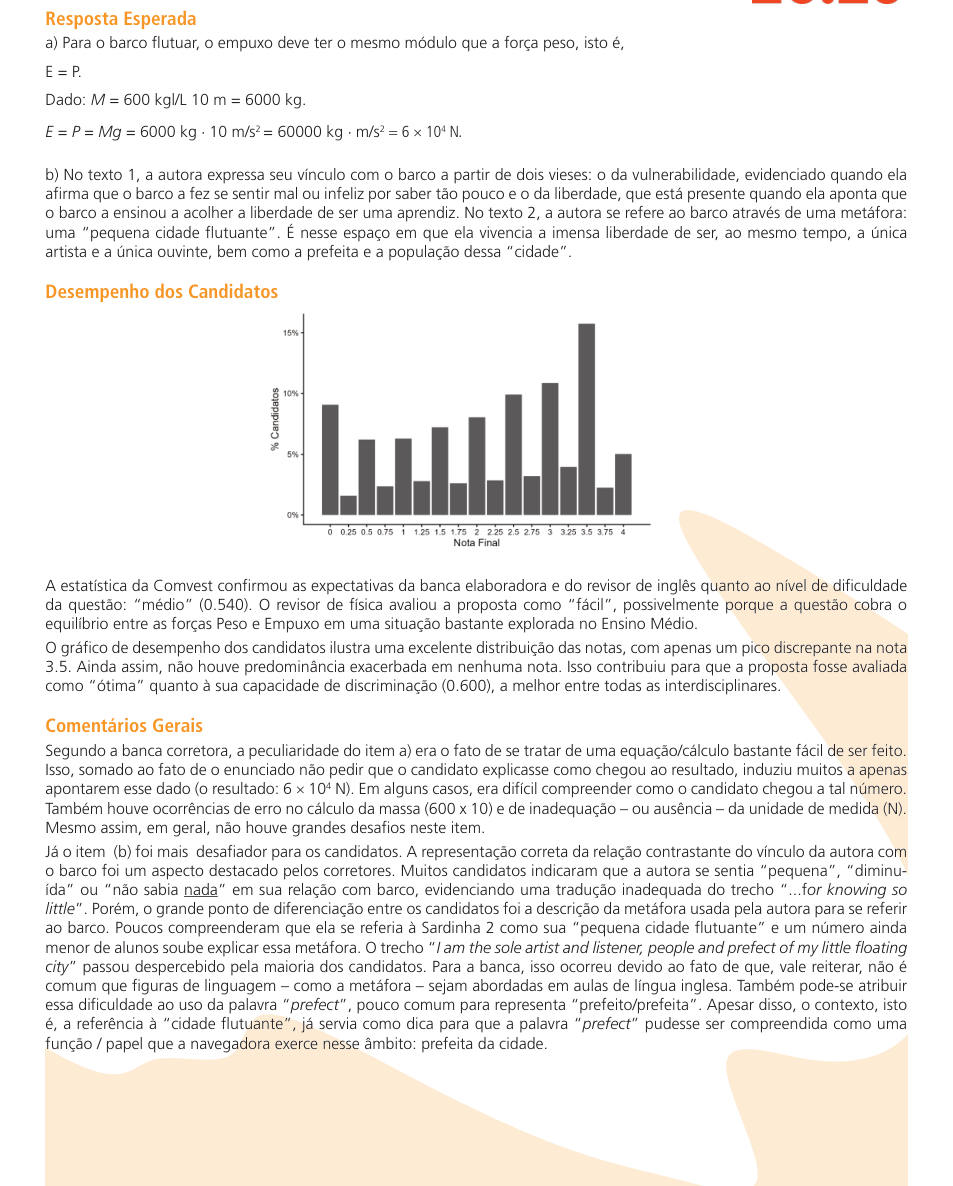 Resposta Esperada
a) Para o barco flutuar, o empuxo deve ter o mesmo módulo que a força peso, isto é,
E = P.
Dado: M = 600 kgl/L 10 m = 6000 kg.
E = P = Mg = 6000 kg · 10 m/s² = 60000 kg · m/s² = 6 × 10⁴ N.
b) No texto 1, a autora expressa seu vínculo com o barco a partir de dois vieses: o da vulnerabilidade, evidenciado quando ela
afirma que o barco a fez se sentir mal ou infeliz por saber tão pouco e o da liberdade, que está presente quando ela aponta que
o barco a ensinou a acolher a liberdade de ser uma aprendiz. No texto 2, a autora se refere ao barco através de uma metáfora:
uma “pequena cidade flutuante”. É nesse espaço em que ela vivencia a imensa liberdade de ser, ao mesmo tempo, a única
artista e a única ouvinte, bem como a prefeita e a população dessa “cidade”.
Desempenho dos Candidatos
15%
10%
5%
0%
% Candidatos
0 0.25 0.5 0.75 1 1.25 1.5 1.75 2 2.25 2.5 2.75 3 3.25 3.5 3.75 4
Nota Final
A estatística da Comvest confirmou as expectativas da banca elaboradora e do revisor de inglês quanto ao nível de dificuldade
da questão: “médio” (0.540). O revisor de física avaliou a proposta como “fácil”, possivelmente porque a questão cobra o
equilíbrio entre as forças Peso e Empuxo em uma situação bastante explorada no Ensino Médio.
O gráfico de desempenho dos candidatos ilustra uma excelente distribuição das notas, com apenas um pico discrepante na nota
3.5. Ainda assim, não houve predominância exacerbada em nenhuma nota. Isso contribuiu para que a proposta fosse avaliada
como “ótima” quanto à sua capacidade de discriminação (0.600), a melhor entre todas as interdisciplinares.
Comentários Gerais
Segundo a banca corretora, a peculiaridade do item a) era o fato de se tratar de uma equação/cálculo bastante fácil de ser feito.
Isso, somado ao fato de o enunciado não pedir que o candidato explicasse como chegou ao resultado, induziu muitos a apenas
apontarem esse dado (o resultado: 6 × 10⁴ N). Em alguns casos, era difícil compreender como o candidato chegou a tal número.
Também houve ocorrências de erro no cálculo da massa (600 x 10) e de inadequação – ou ausência – da unidade de medida (N).
Mesmo assim, em geral, não houve grandes desafios neste item.
Já o item (b) foi mais desafiador para os candidatos. A representação correta da relação contrastante do vínculo da autora com
o barco foi um aspecto destacado pelos corretores. Muitos candidatos indicaram que a autora se sentia “pequena”, “diminu-
ída” ou “não sabia nada” em sua relação com barco, evidenciando uma tradução inadequada do trecho “...for knowing so
little”. Porém, o grande ponto de diferenciação entre os candidatos foi a descrição da metáfora usada pela autora para se referir
ao barco. Poucos compreenderam que ela se referia à Sardinha 2 como sua “pequena cidade flutuante” e um número ainda
menor de alunos soube explicar essa metáfora. O trecho “I am the sole artist and listener, people and prefect of my little floating
city” passou despercebido pela maioria dos candidatos. Para a banca, isso ocorreu devido ao fato de que, vale reiterar, não é
comum que figuras de linguagem – como a metáfora – sejam abordadas em aulas de língua inglesa. Também pode-se atribuir
essa dificuldade ao uso da palavra “prefect”, pouco comum para representa “prefeito/prefeita”. Apesar disso, o contexto, isto
é, a referência à “cidade flutuante”, já servia como dica para que a palavra “prefect” pudesse ser compreendida como uma
função / papel que a navegadora exerce nesse âmbito: prefeita da cidade.